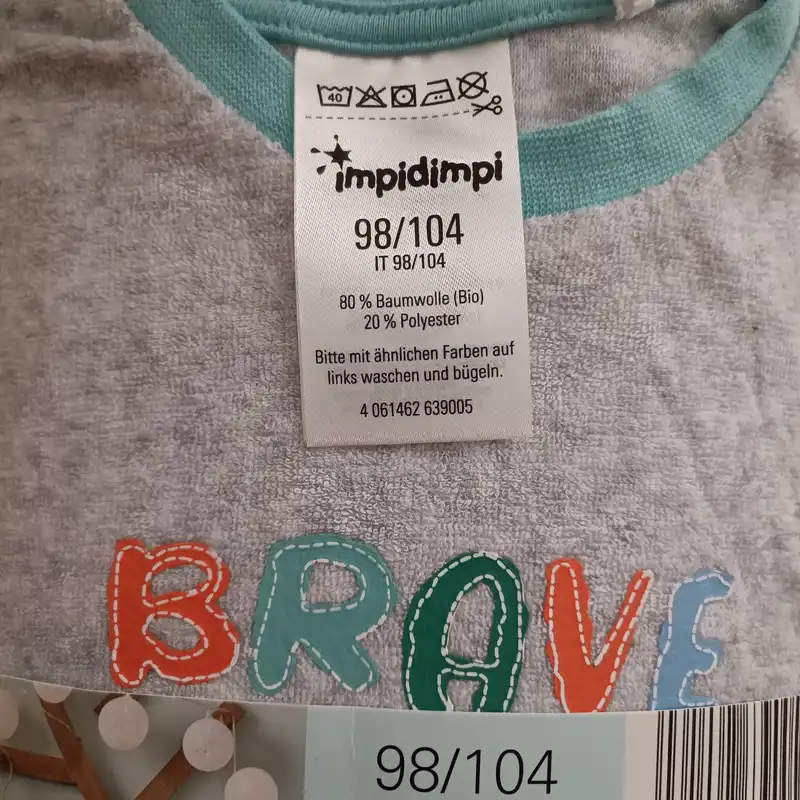 40
impidimpi
98/104
IT 98/104
80 % Baumwolle (Bio)
20 % Polyester
Bitte mit ähnlichen Farben auf
links waschen und bügeln.
4 061462 639005
BRAVE
98/104